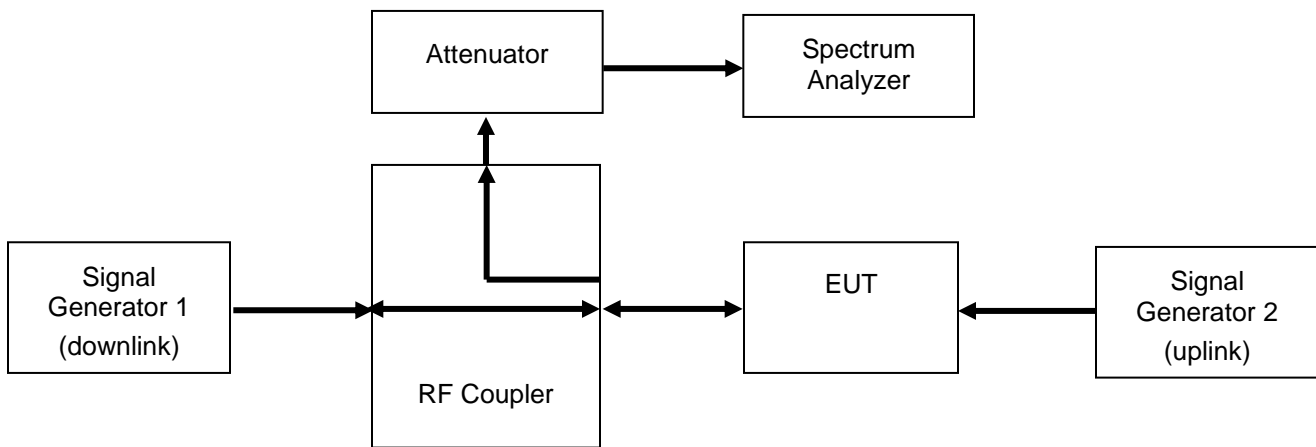 Attenuator
Spectrum
Analyzer
Signal
Generator 1
(downlink)
EUT
Signal
Generator 2
(uplink)
RF Coupler